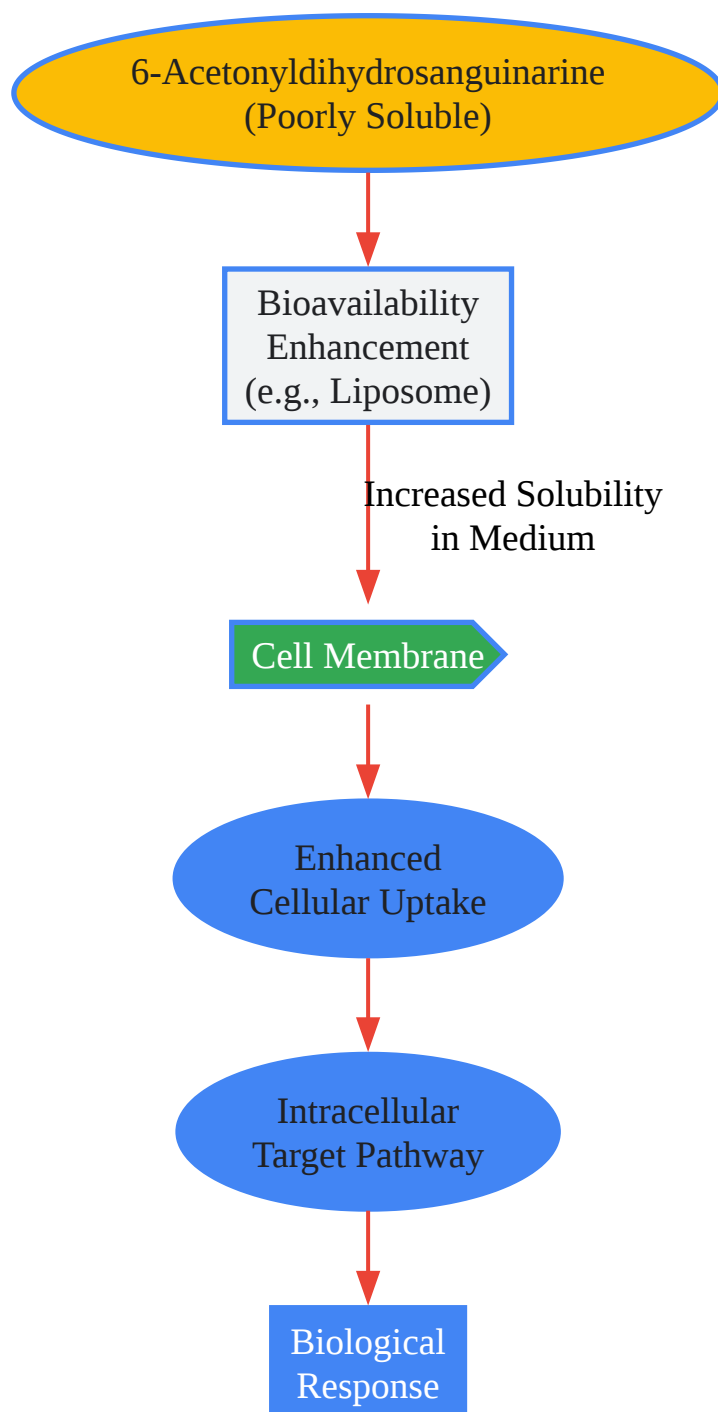 6-Acetonyldihydrosanguinarine
(Poorly Soluble)
Bioavailability
Enhancement
(e.g., Liposome)
Increased Solubility
in Medium
Cell Membrane
Enhanced
Cellular Uptake
Intracellular
Target Pathway
Biological
Response